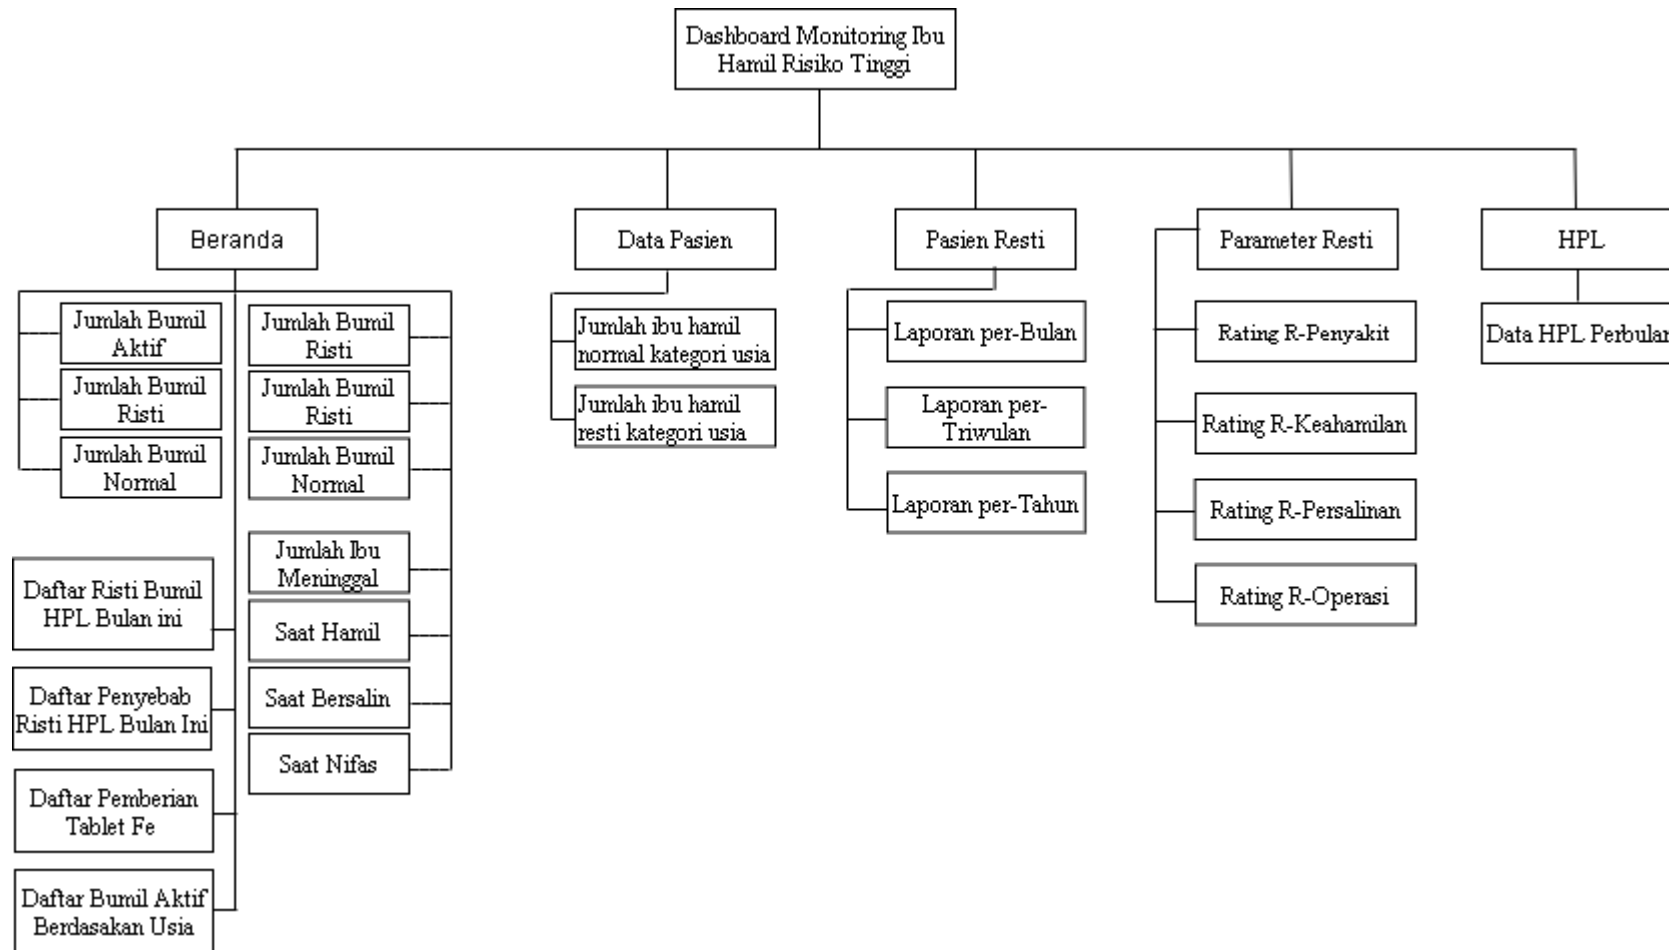 Dashboard Monitoring Ibu
Hamil Risiko Tinggi
Beranda
Data Pasien
Pasien Resti
Parameter Resti
HPL
Jumlah Bumil
Aktif
Jumlah Bumil
Risti
Jumlah Bumil
Normal
Jumlah Bumil
Risti
Jumlah Bumil
Risti
Jumlah Bumil
Normal
Jumlah Ibu
Meninggal
Saat Hamil
Saat Bersalin
Saat Nifas
Daftar Risti Bumil
HPL Bulan ini
Daftar Penyebab
Risti HPL Bulan Ini
Daftar Pemberian
Tablet Fe
Daftar Bumil Aktif
Berdasakan Usia
Jumlah ibu hamil
normal kategori usia
Jumlah ibu hamil
resti kategori usia
Laporan per-Bulan
Laporan per-
Triwulan
Laporan per-Tahun
Rating R-Penyakit
Rating R-Keahamilan
Rating R-Persalinan
Rating R-Operasi
Data HPL Perbulan